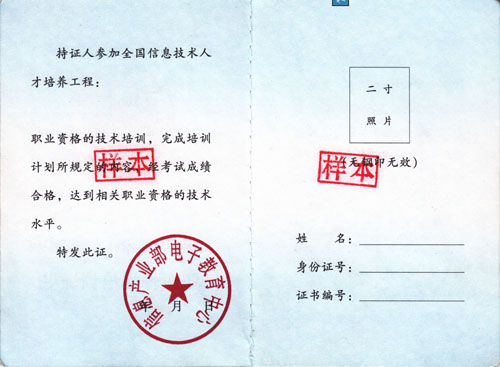 持证人参加全国信息技术人
才培养工程：
职业资格的技术培训，完成培训
计划所规定的内容，经考试成绩
合格，达到相关职业资格的技术
水平。
特发此证。
样本
信息产业部电子教育中心
年 月 日
二寸
照片
(无钢印无效)
样本
姓 名：
身份证号：
证书编号：